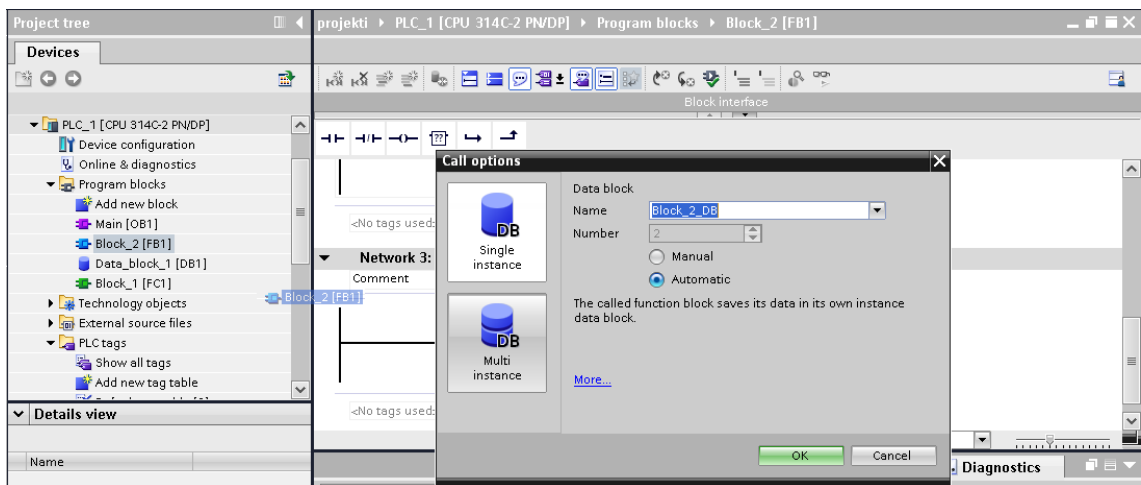 Project tree
projekti ▸ PLC_1 [CPU 314C-2 PN/DP] ▸ Program blocks ▸ Block_2 [FB1]
Devices
Block interface
PLC_1 [CPU 314C-2 PN/DP]
Device configuration
Online & diagnostics
Program blocks
Add new block
Main [OB1]
Block_2 [FB1]
Data_block_1 [DB1]
Block_1 [FC1]
Technology objects
External source files
PLC tags
Show all tags
Add new tag table
Details view
Name
??
<No tags used:
Network 3:
Comment
Block_2 [FB1]
<No tags used:
Call options
DB
Single
instance
DB
Multi
instance
Data block
Name Block_2_DB
Number 2
Manual
Automatic
The called function block saves its data in its own instance
data block.
More...
OK Cancel
Diagnostics